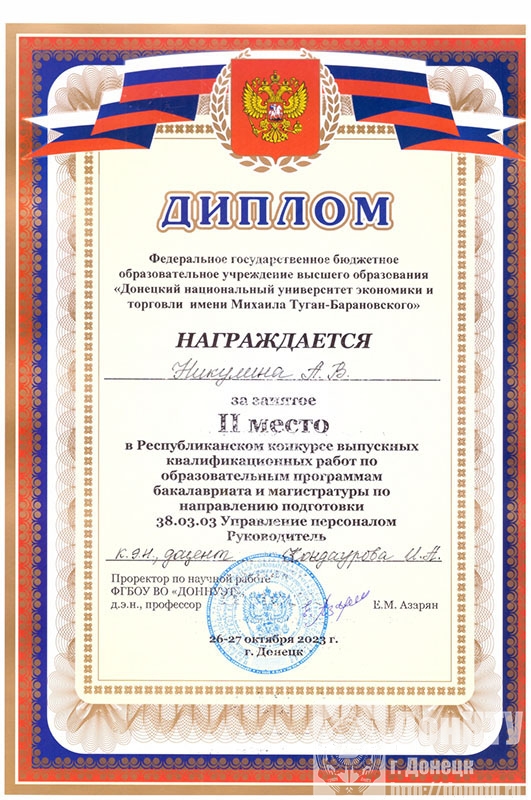 ДИПЛОМ
Федеральное государственное бюджетное
образовательное учреждение высшего образования
«Донецкий национальный университет экономики и
торговли имени Михаила Туган-Барановского»
НАГРАЖДАЕТСЯ
Никулина А.В.
за занятое
II место
в Республиканском конкурсе выпускных
квалификационных работ по
образовательным программам
бакалавриата и магистратуры по
направлению подготовки
38.03.03 Управление персоналом
Руководитель
к.э.н., доцент Кондаурова И.А.
Проректор по научной работе
ФГБОУ ВО «ДОННУЭТ»
д.э.н., профессор Е.М. Азарян
26-27 октября 2023 г.
г. Донецк
ДОННТУ
г. Донецк